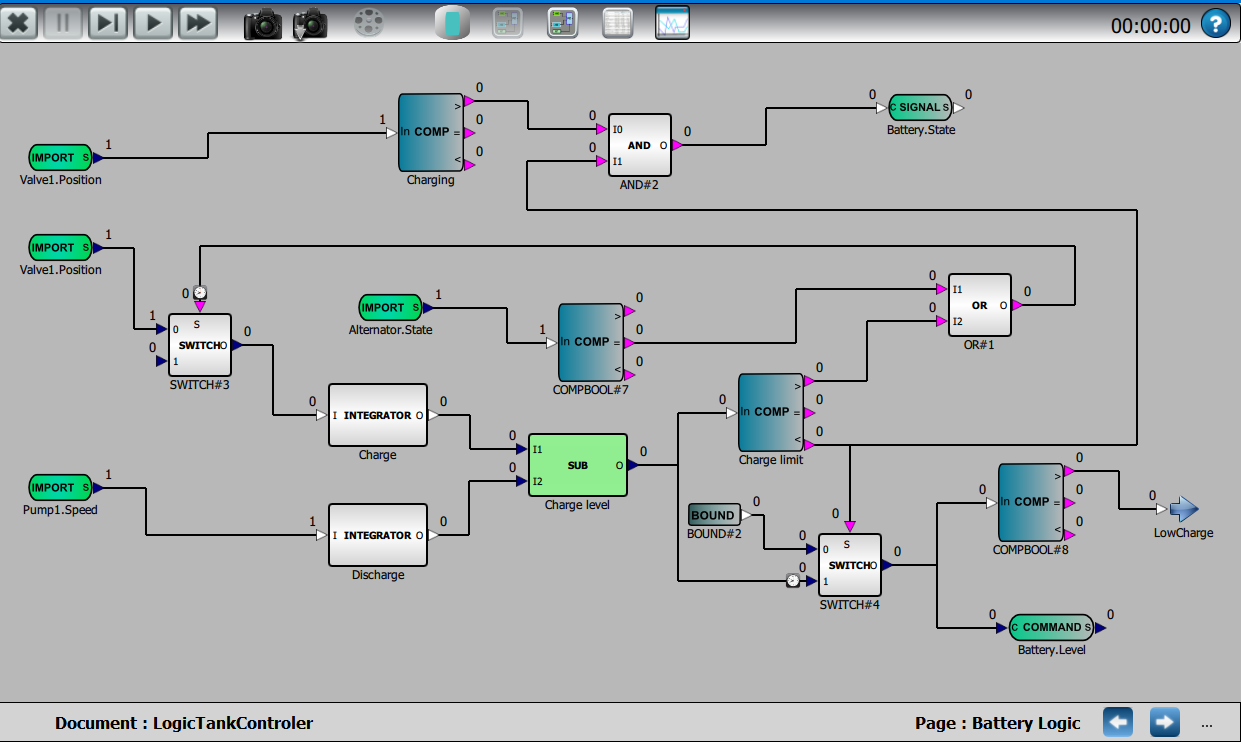 00:00:00 ?
0
1 In COMP > 0
= 0
< 0
Charging
IMPORT S 1
Valve1.Position
0 I0
AND O 0
0 I1
AND#2
0 C SIGNAL S 0
Battery.State
IMPORT S 1
Valve1.Position
0
S
1 0
SWITCH O 0
0 1
SWITCH#3
IMPORT S 1
Alternator.State
1 In COMP > 0
= 0
< 0
COMPBOOL#7
0 I1
OR O 0
0 I2
OR#1
0 I INTEGRATOR O 0
Charge
0 In COMP > 0
= 0
< 0
Charge limit
0 I1
SUB O 0
0 I2
Charge level
IMPORT S 1
Pump1.Speed
1 I INTEGRATOR O 0
Discharge
BOUND 0
BOUND#2
0
S
0 0
SWITCH O 0
0 1
SWITCH#4
0 In COMP > 0
= 0
< 0
COMPBOOL#8
0
LowCharge
0 C COMMAND S 0
Battery.Level
Document : LogicTankControler
Page : Battery Logic
...